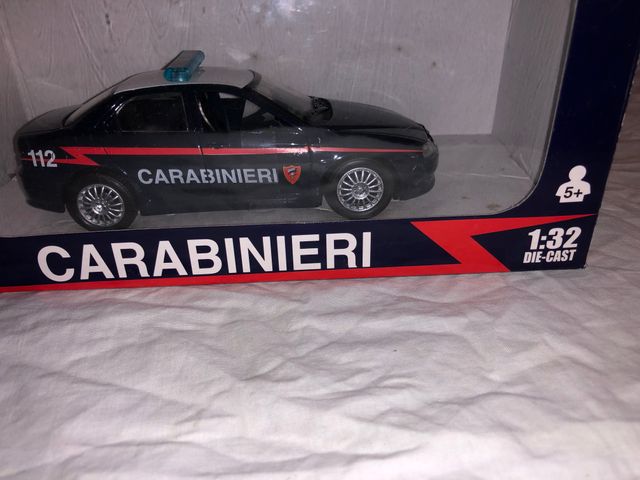 112
CARABINIERI
5+
CARABINIERI
1:32
DIE-CAST